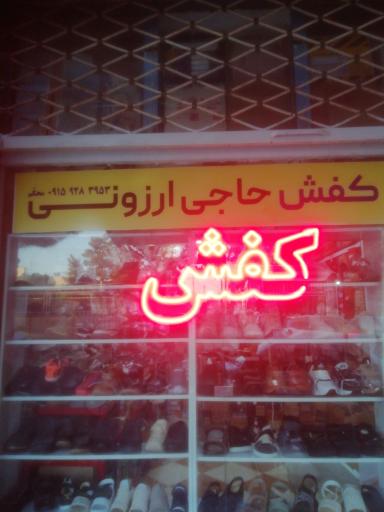 کفش حاجی ارزونی
۰۹۱۵ ۹۲۸ ۳۹۵۳
کفش